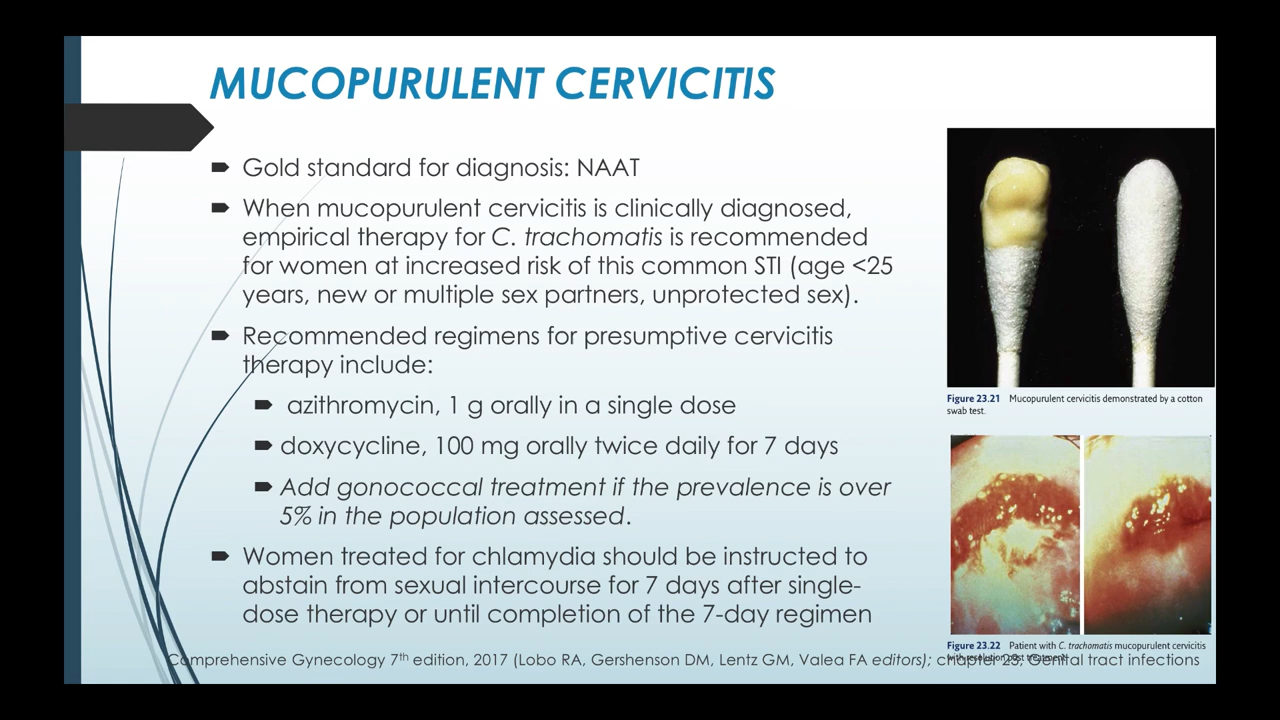 MUCOPURULENT CERVICITIS
Gold standard for diagnosis: NAAT
When mucopurulent cervicitis is clinically diagnosed,
empirical therapy for C. trachomatis is recommended
for women at increased risk of this common STI (age <25
years, new or multiple sex partners, unprotected sex).
Recommended regimens for presumptive cervicitis
therapy include:
azithromycin, 1 g orally in a single dose
doxycycline, 100 mg orally twice daily for 7 days
Add gonococcal treatment if the prevalence is over
5% in the population assessed.
Women treated for chlamydia should be instructed to
abstain from sexual intercourse for 7 days after single-
dose therapy or until completion of the 7-day regimen
Figure 23.21 Mucopurulent cervicitis demonstrated by a cotton
swab test.
Figure 23.22 Patient with C. trachomatis mucopurulent cervicitis
with resolution post treatment.
Comprehensive Gynecology 7th edition, 2017 (Lobo RA, Gershenson DM, Lentz GM, Valea FA editors); chapter 23, Genital tract infections